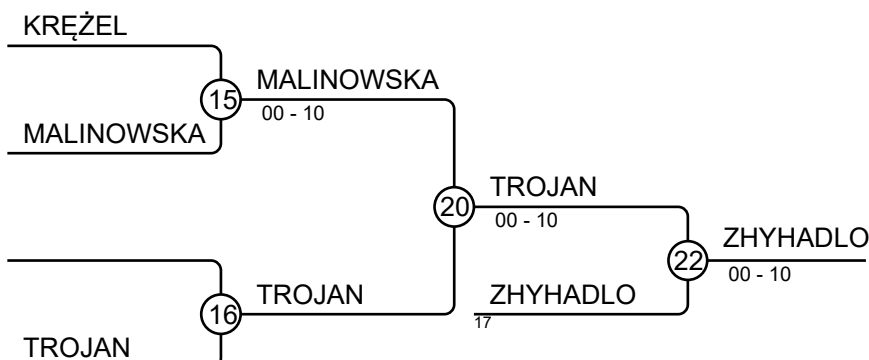 KRĘŻEL
15
MALINOWSKA
00 - 10
MALINOWSKA
20
TROJAN
00 - 10
22
ZHYHADLO
00 - 10
16
TROJAN
ZHYHADLO
17
TROJAN